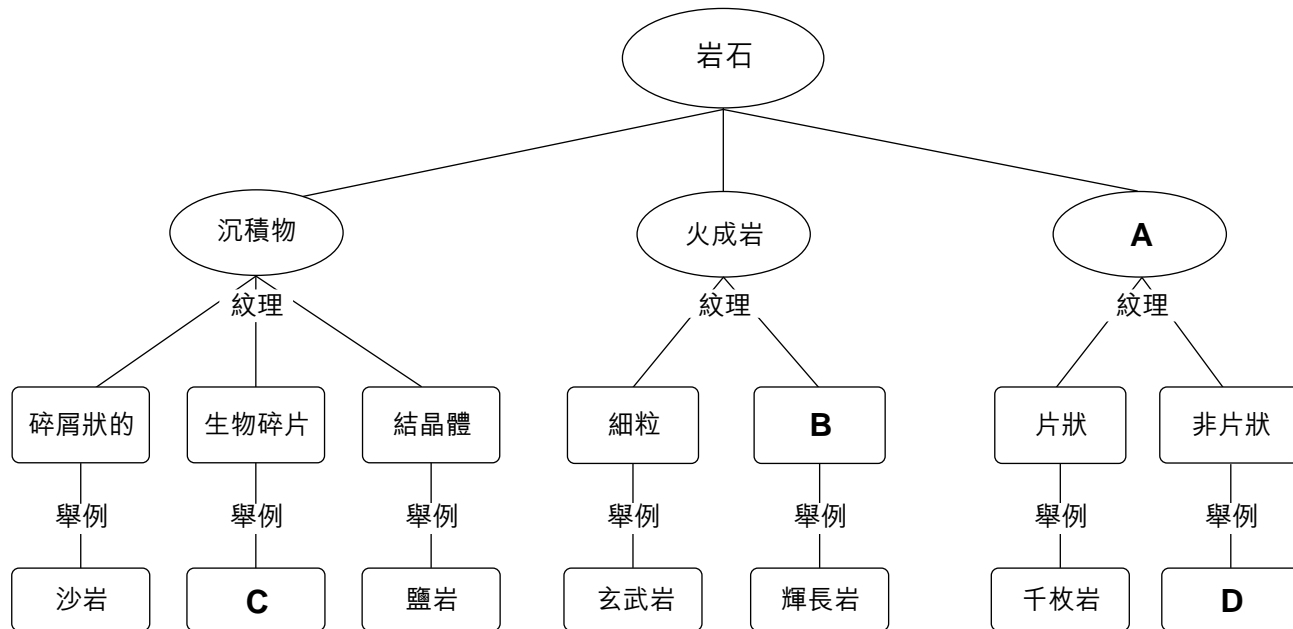 岩石
沉積物
火成岩
A
紋理
紋理
紋理
碎屑狀的
生物碎片
結晶體
細粒
B
片狀
非片狀
舉例
舉例
舉例
舉例
舉例
舉例
舉例
沙岩
C
鹽岩
玄武岩
輝長岩
千枚岩
D